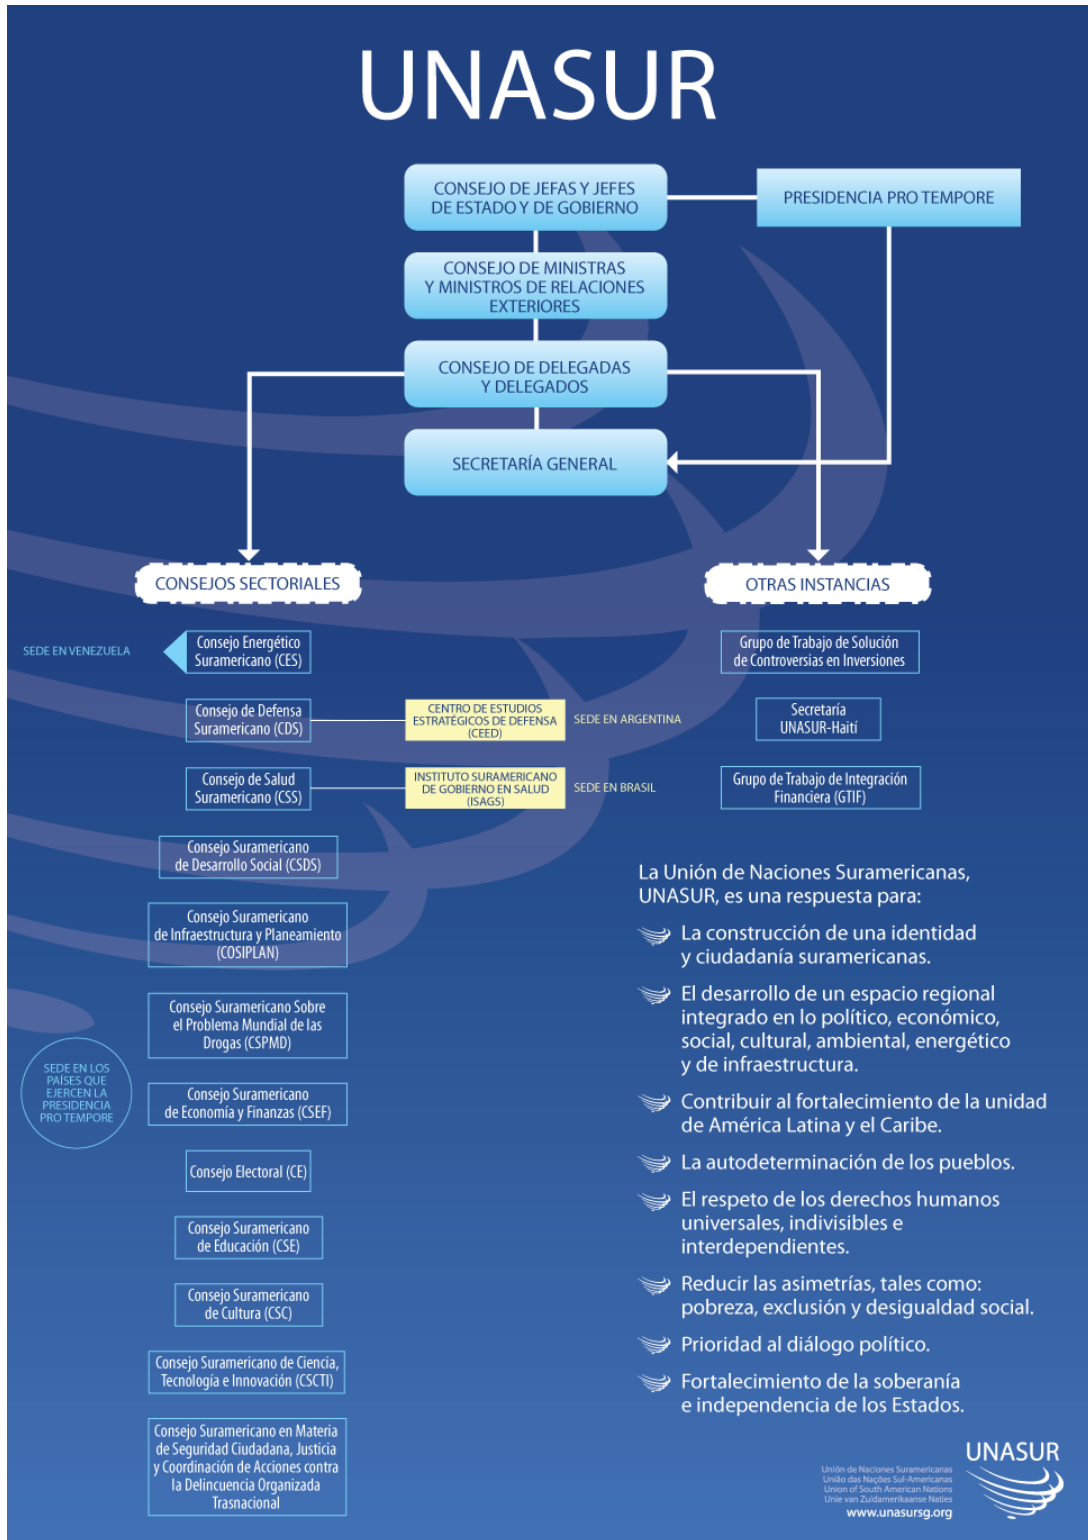 UNASUR
CONSEJO DE JEFAS Y JEFES
DE ESTADO Y DE GOBIERNO
PRESIDENCIA PRO TEMPORE
CONSEJO DE MINISTRAS
Y MINISTROS DE RELACIONES
EXTERIORES
CONSEJO DE DELEGADAS
Y DELEGADOS
SECRETARÍA GENERAL
CONSEJOS SECTORIALES
SEDE EN VENEZUELA
Consejo Energético
Suramericano (CES)
Consejo de Defensa
Suramericano (CDS)
CENTRO DE ESTUDIOS
ESTRATÉGICOS DE DEFENSA
(CEED)
SEDE EN ARGENTINA
Consejo de Salud
Suramericano (CSS)
INSTITUTO SURAMERICANO
DE GOBIERNO EN SALUD
(ISAGS)
SEDE EN BRASIL
Consejo Suramericano
de Desarrollo Social (CSDS)
Consejo Suramericano
de Infraestructura y Planeamiento
(COSIPLAN)
Consejo Suramericano Sobre
el Problema Mundial de las
Drogas (CSPMD)
SEDE EN LOS
PAÍSES QUE
EJERCEN LA
PRESIDENCIA
PRO TEMPORE
Consejo Suramericano
de Economía y Finanzas (CSEF)
Consejo Electoral (CE)
Consejo Suramericano
de Educación (CSE)
Consejo Suramericano
de Cultura (CSC)
Consejo Suramericano de Ciencia,
Tecnología e Innovación (CSCTI)
Consejo Suramericano en Materia
de Seguridad Ciudadana, Justicia
y Coordinación de Acciones contra
la Delincuencia Organizada
Trasnacional
OTRAS INSTANCIAS
Grupo de Trabajo de Solución
de Controversias en Inversiones
Secretaría
UNASUR-Haití
Grupo de Trabajo de Integración
Financiera (GTIF)
La Unión de Naciones Suramericanas,
UNASUR, es una respuesta para:
La construcción de una identidad
y ciudadanía suramericanas.
El desarrollo de un espacio regional
integrado en lo político, económico,
social, cultural, ambiental, energético
y de infraestructura.
Contribuir al fortalecimiento de la unidad
de América Latina y el Caribe.
La autodeterminación de los pueblos.
El respeto de los derechos humanos
universales, indivisibles e
interdependientes.
Reducir las asimetrías, tales como:
pobreza, exclusión y desigualdad social.
Prioridad al diálogo político.
Fortalecimiento de la soberanía
e independencia de los Estados.
UNASUR
Unión de Naciones Suramericanas
União das Nações Sul-Americanas
Union of South American Nations
Unie van Zuidamerikaanse Naties
www.unasursg.org